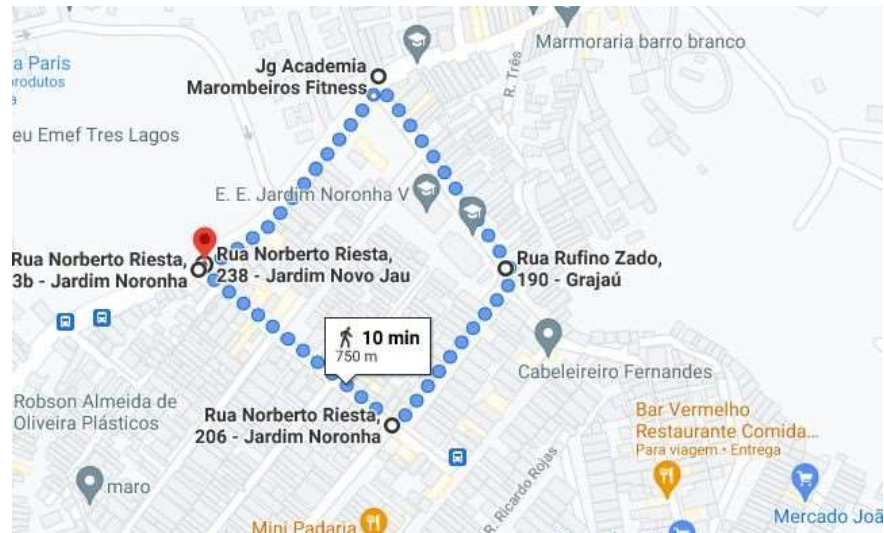 Marmoraria barro branco
a Paris
produtos
a
Jg Academia
Marombeiros Fitness
R. Três
eu Emef Tres Lagos
E. E. Jardim Noronha V
Rua Norberto Riesta,
3b - Jardim Noronha
Rua Norberto Riesta,
238 - Jardim Novo Jau
Rua Rufino Zado,
190 - Grajaú
10 min
750 m
Cabeleireiro Fernandes
Robson Almeida de
Oliveira Plásticos
Rua Norberto Riesta,
206 - Jardim Noronha
Bar Vermelho
Restaurante Comida...
Para viagem • Entrega
maro
R. Ricardo Rojas
Mini Padaria
Mercado Joã